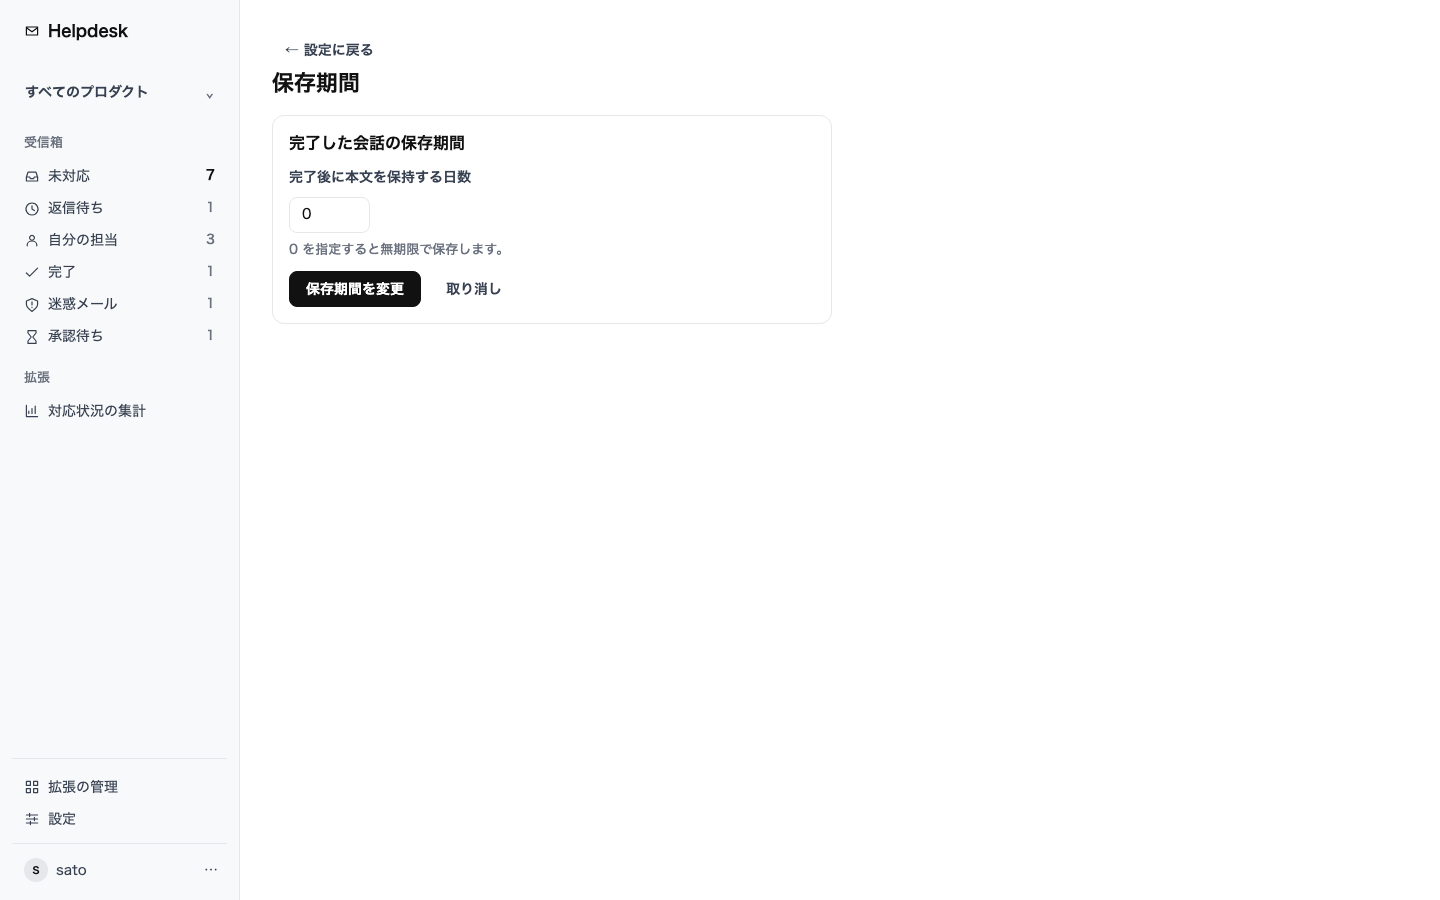 Helpdesk
すべてのプロダクト
受信箱
未対応 7
返信待ち 1
自分の担当 3
完了 1
迷惑メール 1
承認待ち 1
拡張
対応状況の集計
拡張の管理
設定
S sato ...
← 設定に戻る
保存期間
完了した会話の保存期間
完了後に本文を保持する日数
0
0 を指定すると無期限で保存します。
保存期間を変更 取り消し